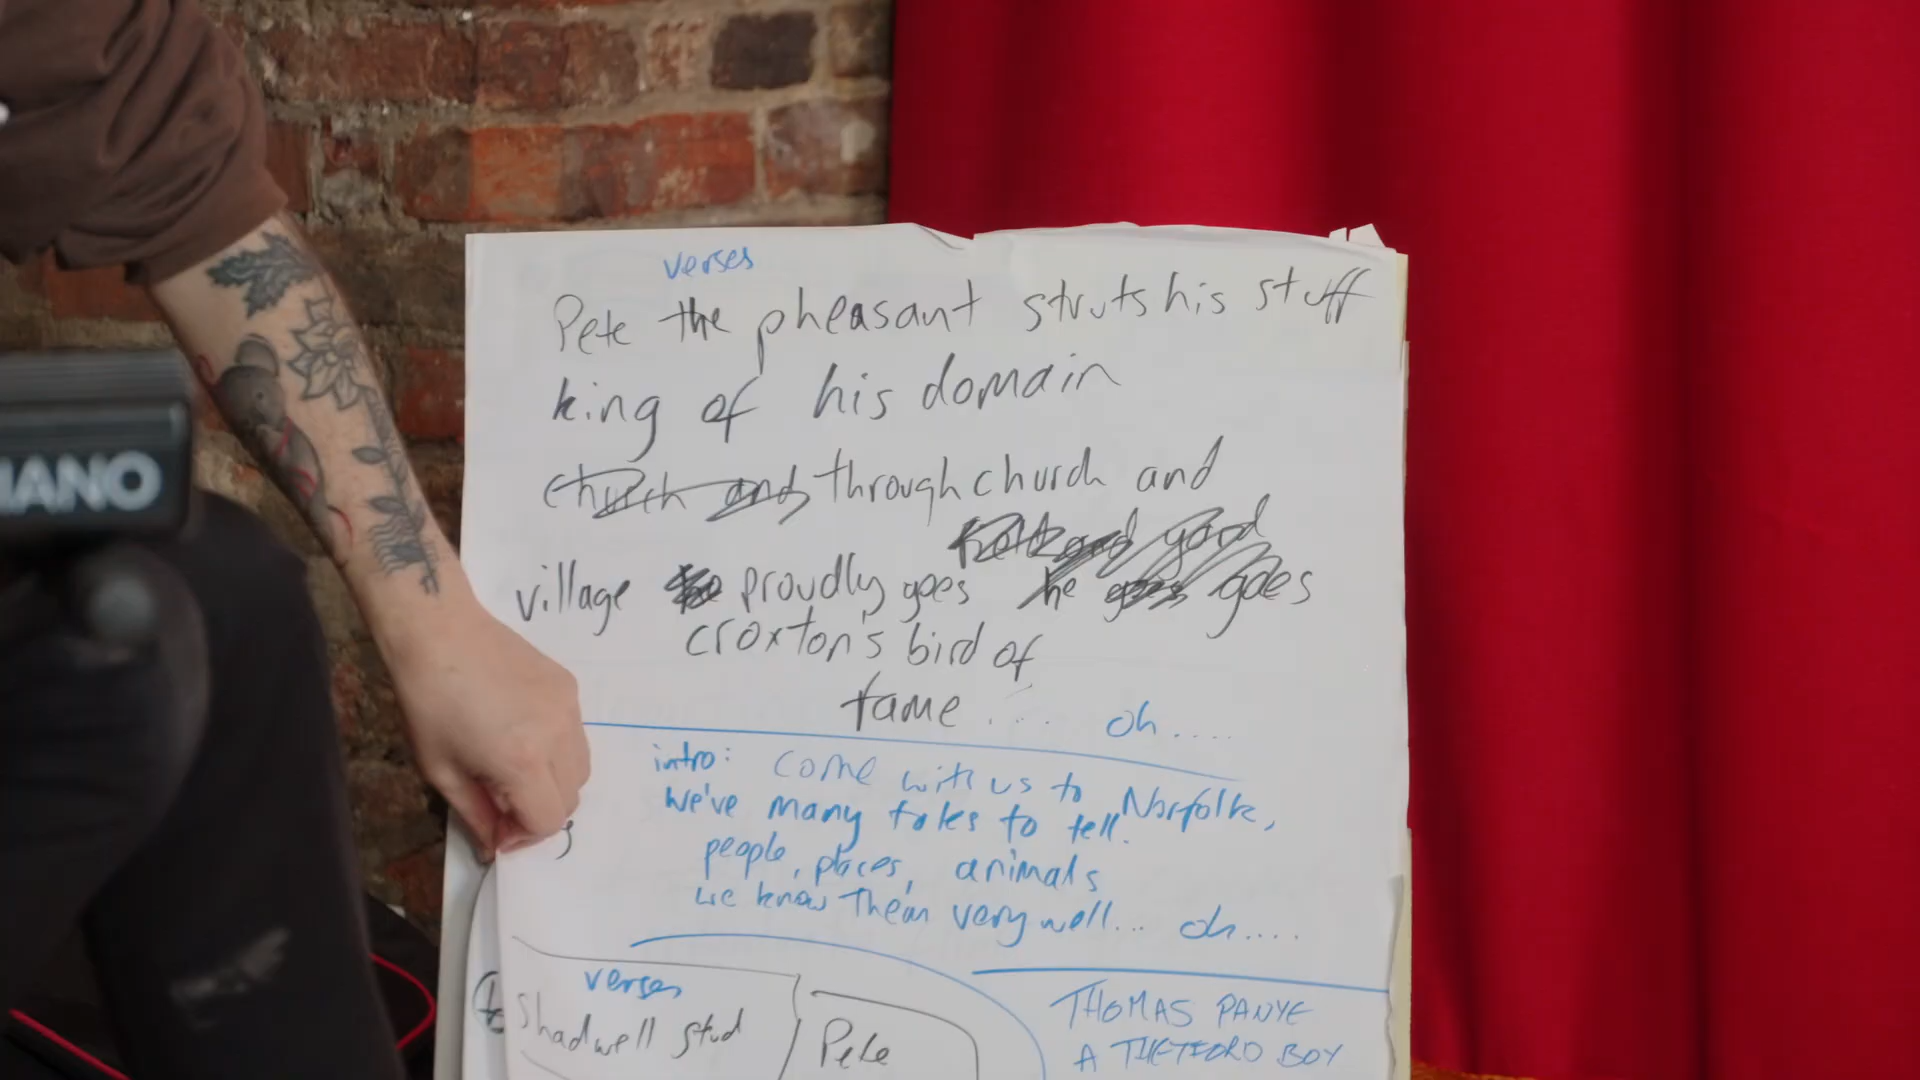 verses
Pete the pheasant struts his stuff
king of his domain
church and through church and
village proudly goes he goes goes
croxton's bird of
fame.... oh....
intro: come with us to Norfolk,
we've many tales to tell.
people, places, animals
we know them very well... oh....
verses
Shadwell stud
Pete
THOMAS PANYE
A THETFORD BOY
IANO